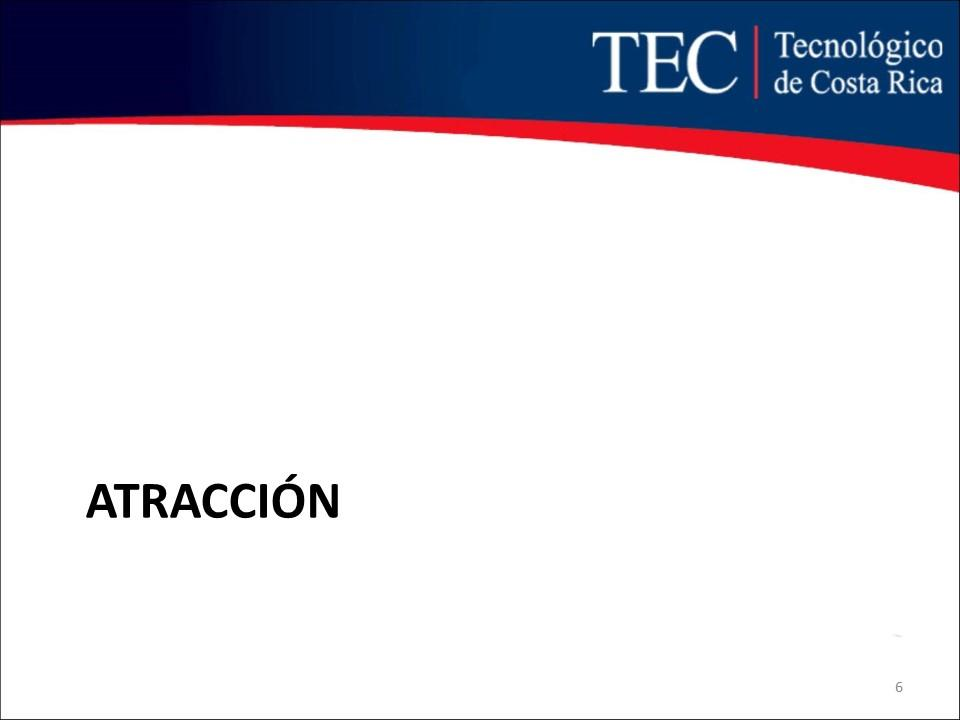 TEC
Tecnológico
de Costa Rica
ATRACCIÓN
6